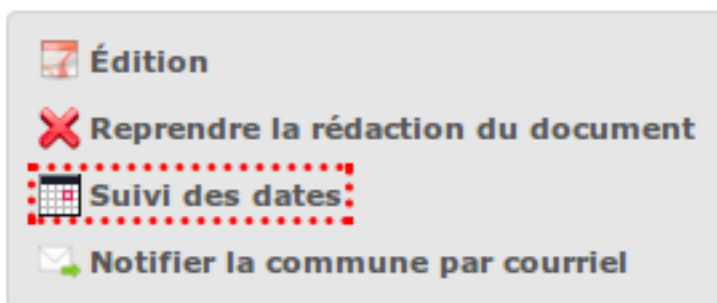 Édition
Reprendre la rédaction du document
Suivi des dates
Notifier la commune par courriel